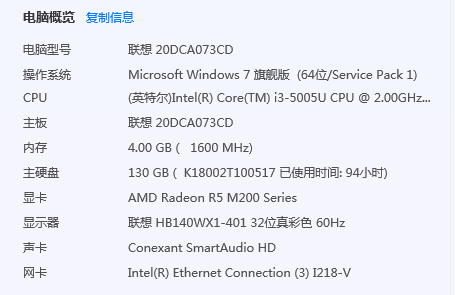 电脑概览 复制信息
电脑型号 联想 20DCA073CD
操作系统 Microsoft Windows 7 旗舰版 (64位/Service Pack 1)
CPU (英特尔)Intel(R) Core(TM) i3-5005U CPU @ 2.00GHz...
主板 联想 20DCA073CD
内存 4.00 GB ( 1600 MHz)
主硬盘 130 GB ( K18002T100517 已使用时间: 94小时)
显卡 AMD Radeon R5 M200 Series
显示器 联想 HB140WX1-401 32位真彩色 60Hz
声卡 Conexant SmartAudio HD
网卡 Intel(R) Ethernet Connection (3) I218-V